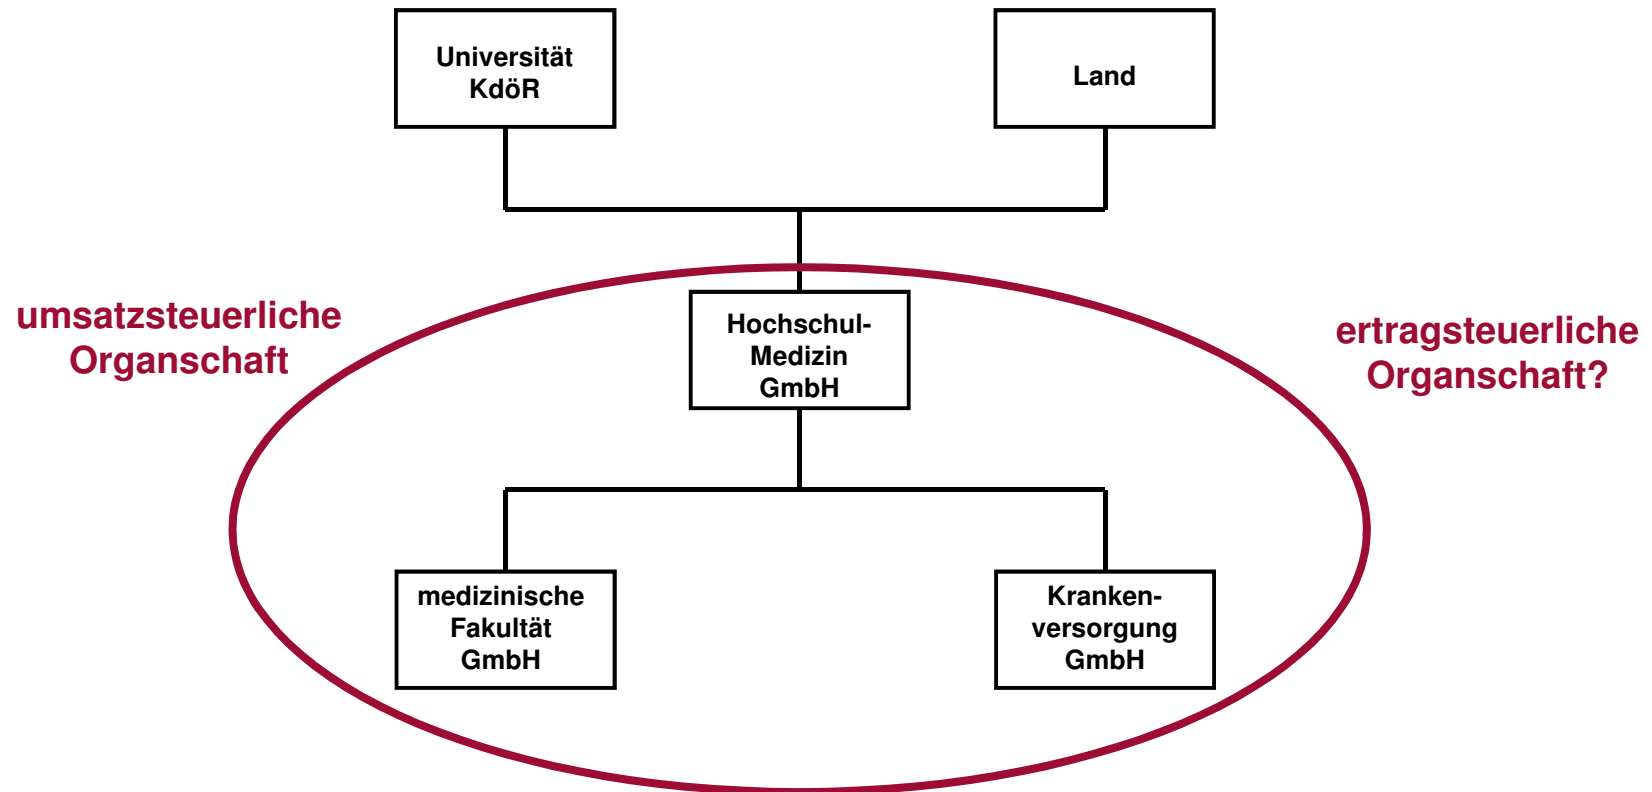 Universität
KdöR
Land
umsatzsteuerliche
Organschaft
Hochschul-
Medizin
GmbH
ertragsteuerliche
Organschaft?
medizinische
Fakultät
GmbH
Kranken-
versorgung
GmbH